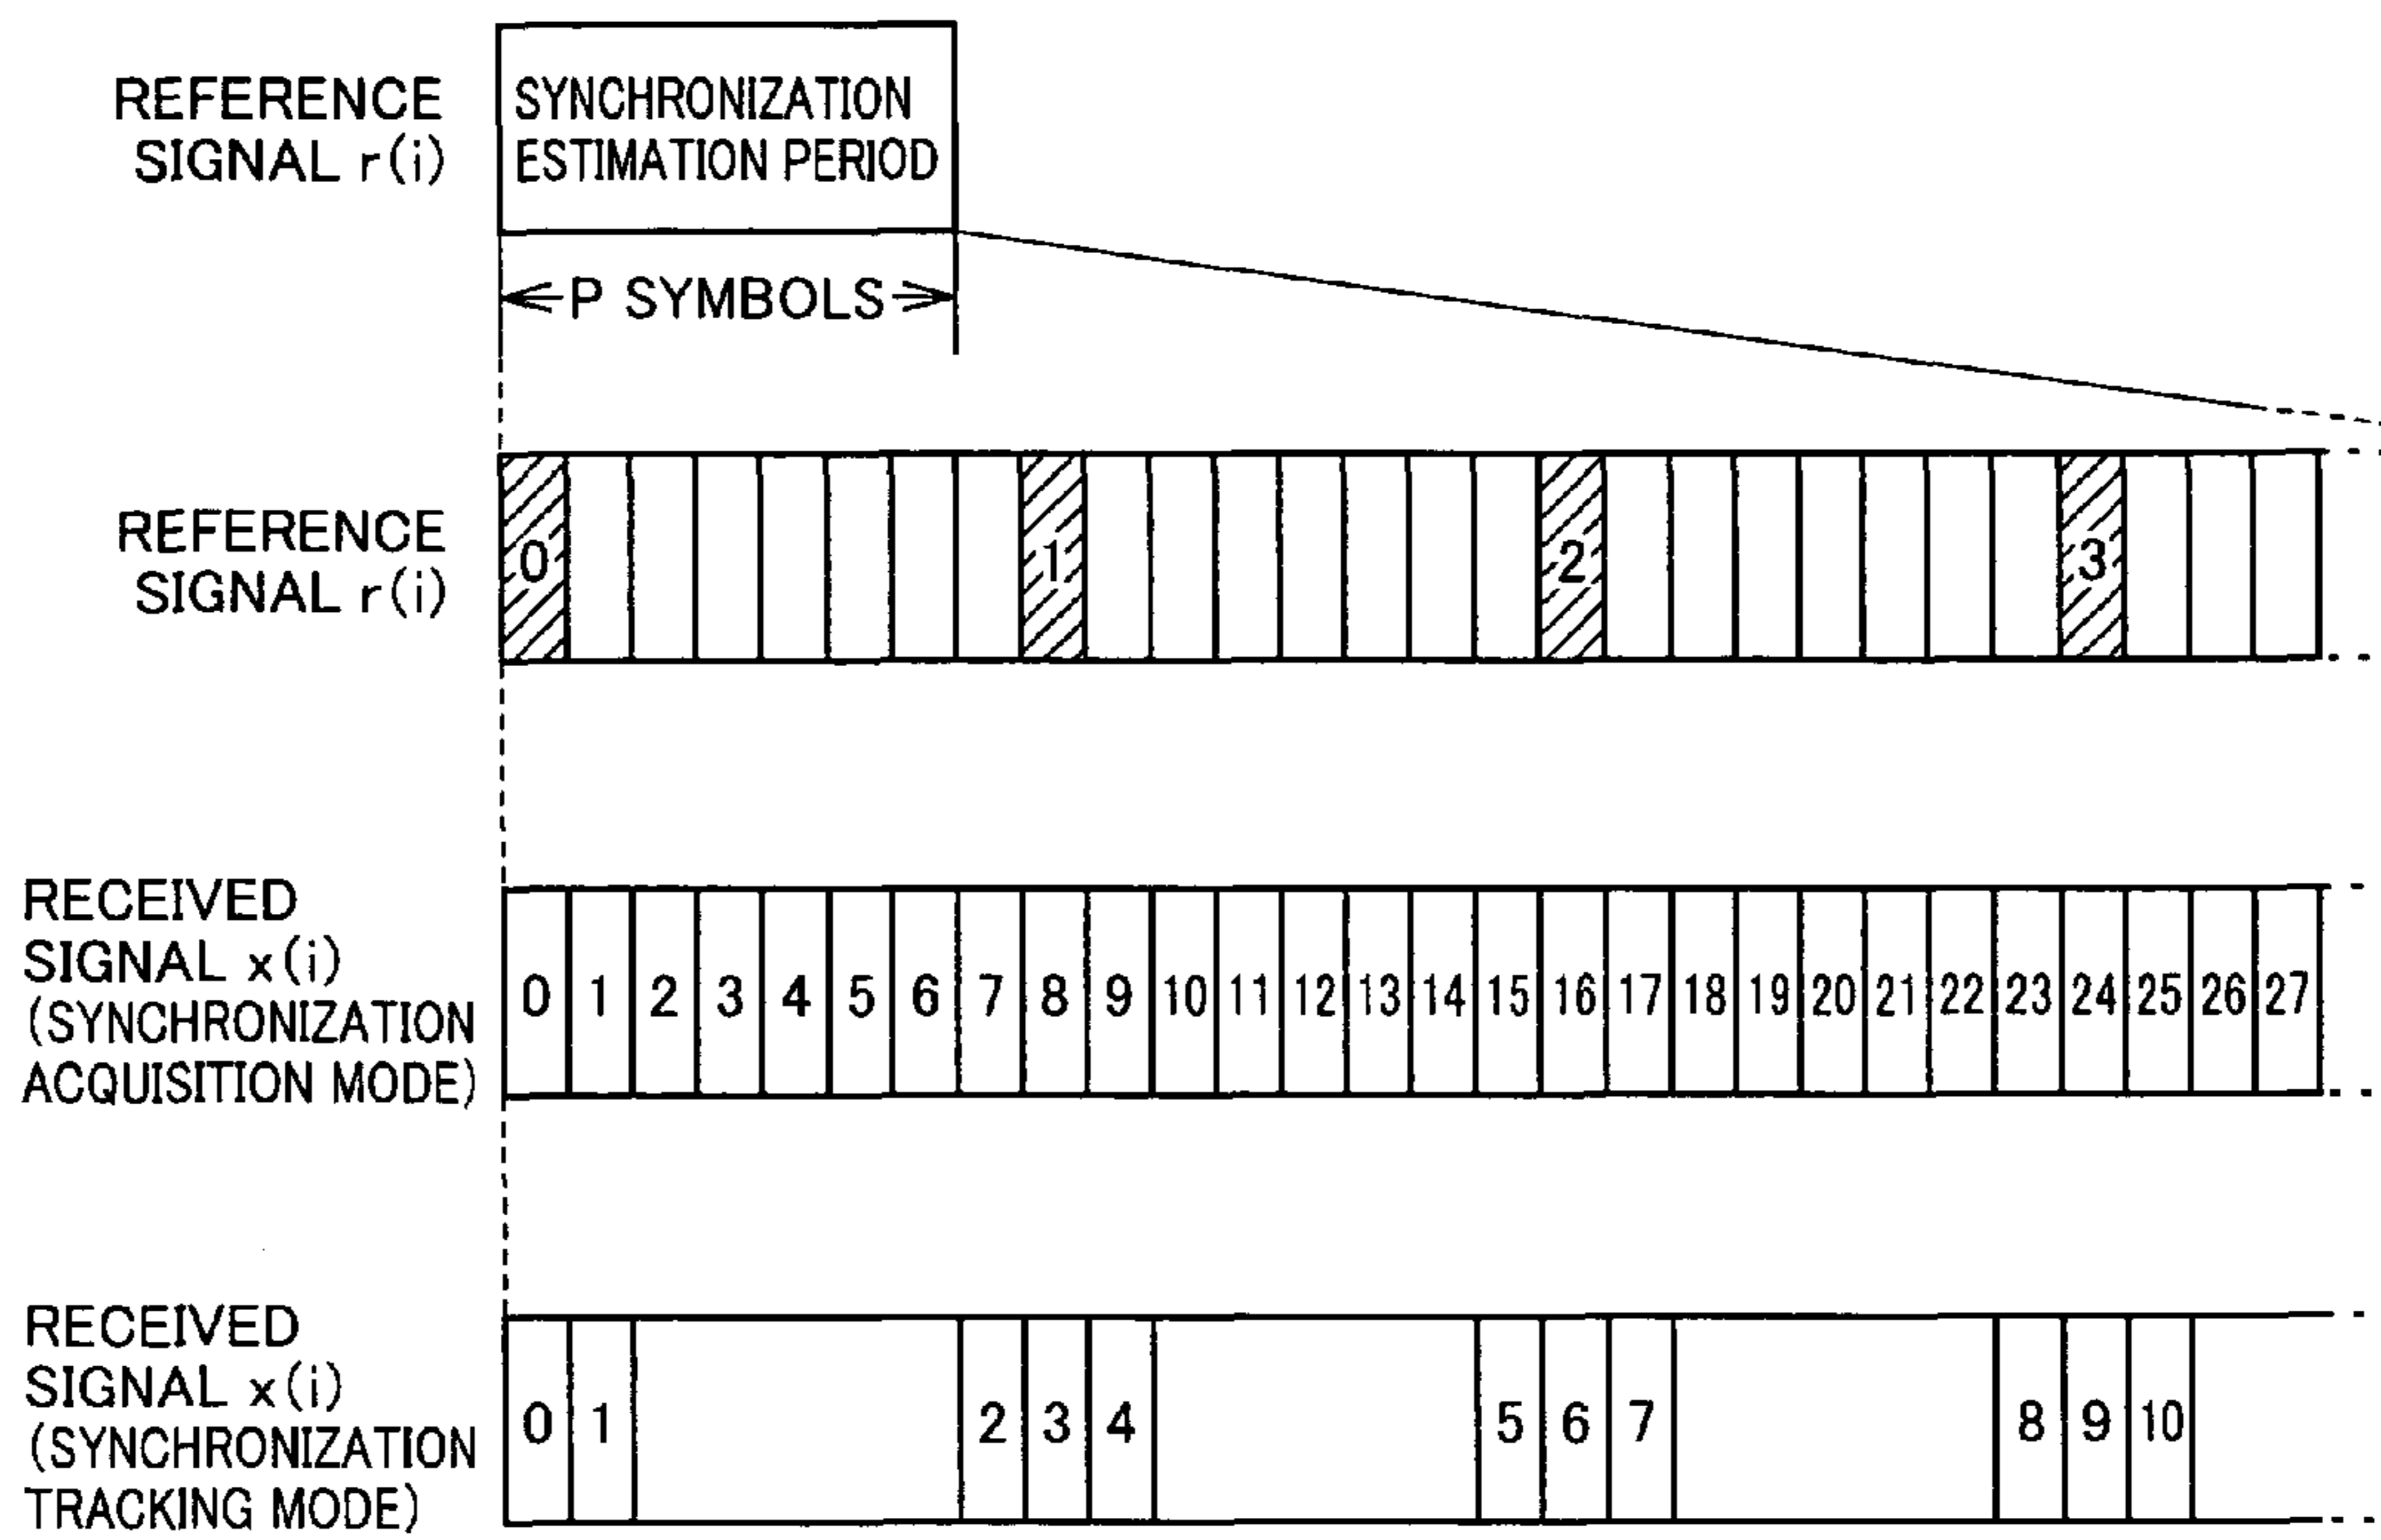 REFERENCE
SIGNAL r(i)
SYNCHRONIZATION
ESTIMATION PERIOD
P SYMBOLS
REFERENCE
SIGNAL r(i)
0 1 2 3
RECEIVED
SIGNAL x(i)
(SYNCHRONIZATION
ACQUISITION MODE)
0 1 2 3 4 5 6 7 8 9 10 11 12 13 14 15 16 17 18 19 20 21 22 23 24 25 26 27
RECEIVED
SIGNAL x(i)
(SYNCHRONIZATION
TRACKING MODE)
0 1 2 3 4 5 6 7 8 9 10